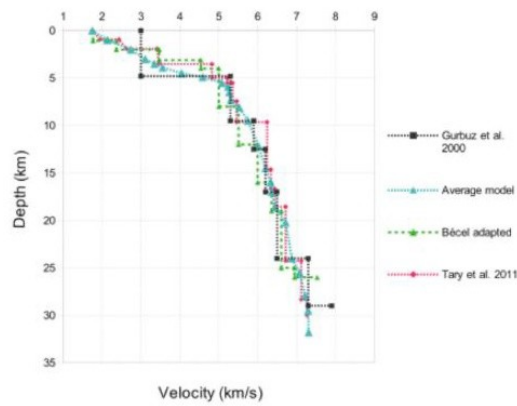 1 2 3 4 5 6 7 8 9
0
5
10
15
20
25
30
35
Depth (km)
Velocity (km/s)
Gurbuz et al.
2000
Average model
Bécel adapted
Tary et al. 2011